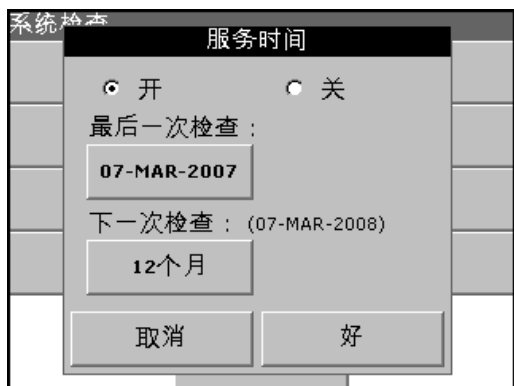 系统检查
服务时间
开 关
最后一次检查：
07-MAR-2007
下一次检查：(07-MAR-2008)
12个月
取消 好